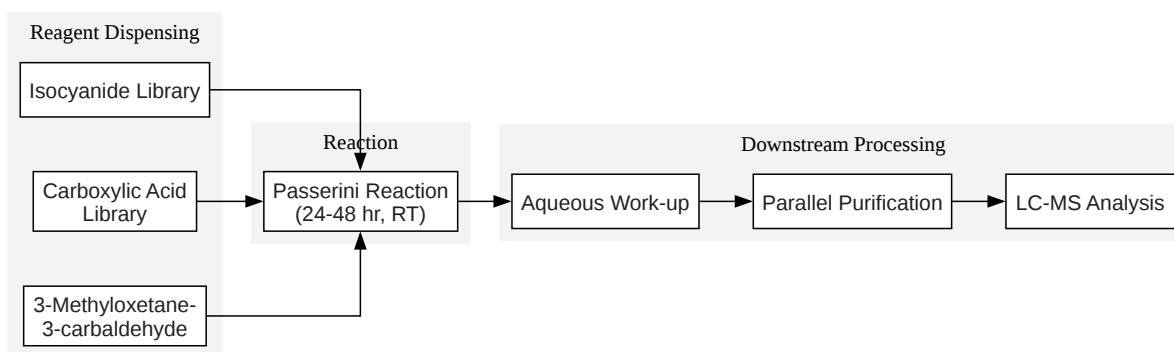 Reagent Dispensing
Isocyanide Library
Carboxylic Acid
Library
3-Methyloxetane-
3-carbaldehyde
Reaction
Passerini Reaction
(24-48 hr, RT)
Downstream Processing
Aqueous Work-up
Parallel Purification
LC-MS Analysis